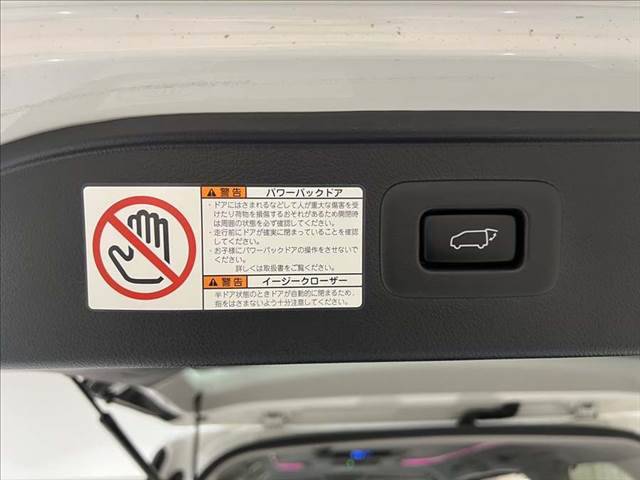 警告 パワーバックドア
・ドアにはさまれるなどして人が重大な傷害を受
けたり荷物を損傷するおそれがあるため開閉時
は周囲の状態を必ず確認してください。
・走行前にドアが確実に閉まっていることを確認
してください。
・お子様にパワーバックドアの操作をさせないで
ください。
詳しくは取扱書をご覧ください。
警告 イージークローザー
半ドア状態のときドアが自動的に閉まるため、
指をはさまないよう十分注意してください。